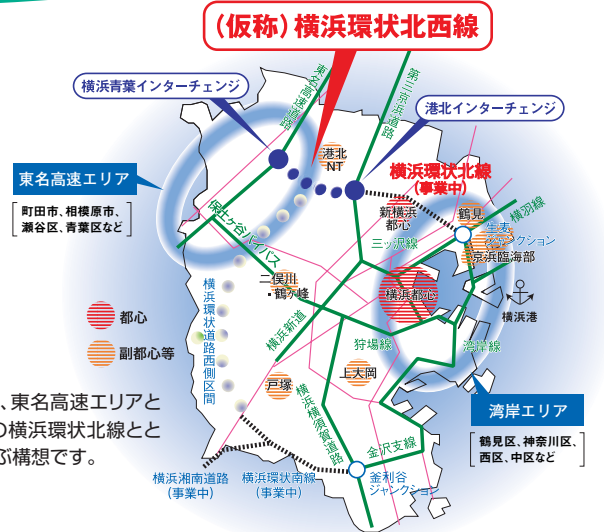 (仮称)横浜環状北西線
横浜青葉インターチェンジ
東名高速道路
第三京浜道路
港北インターチェンジ
港北
NT
東名高速エリア
町田市、相模原市、
瀬谷区、青葉区など
横浜環状北線
(事業中)
新横浜
都心
鶴見
横羽線
生麦
ジャンクション
京浜臨海部
保土ヶ谷バイパス
三ッ沢線
二俣川
・鶴ヶ峰
横浜都心
横浜港
横浜環状道路西側区間
都心
副都心等
横浜新道
狩場線
湾岸線
戸塚
上大岡
横浜横須賀道路
湾岸エリア
鶴見区、神奈川区、
西区、中区など
、東名高速エリアと
の横浜環状北線とと
ぶ構想です。
金沢支線
横浜湘南道路
(事業中)
横浜環状南線
(事業中)
釜利谷
ジャンクション